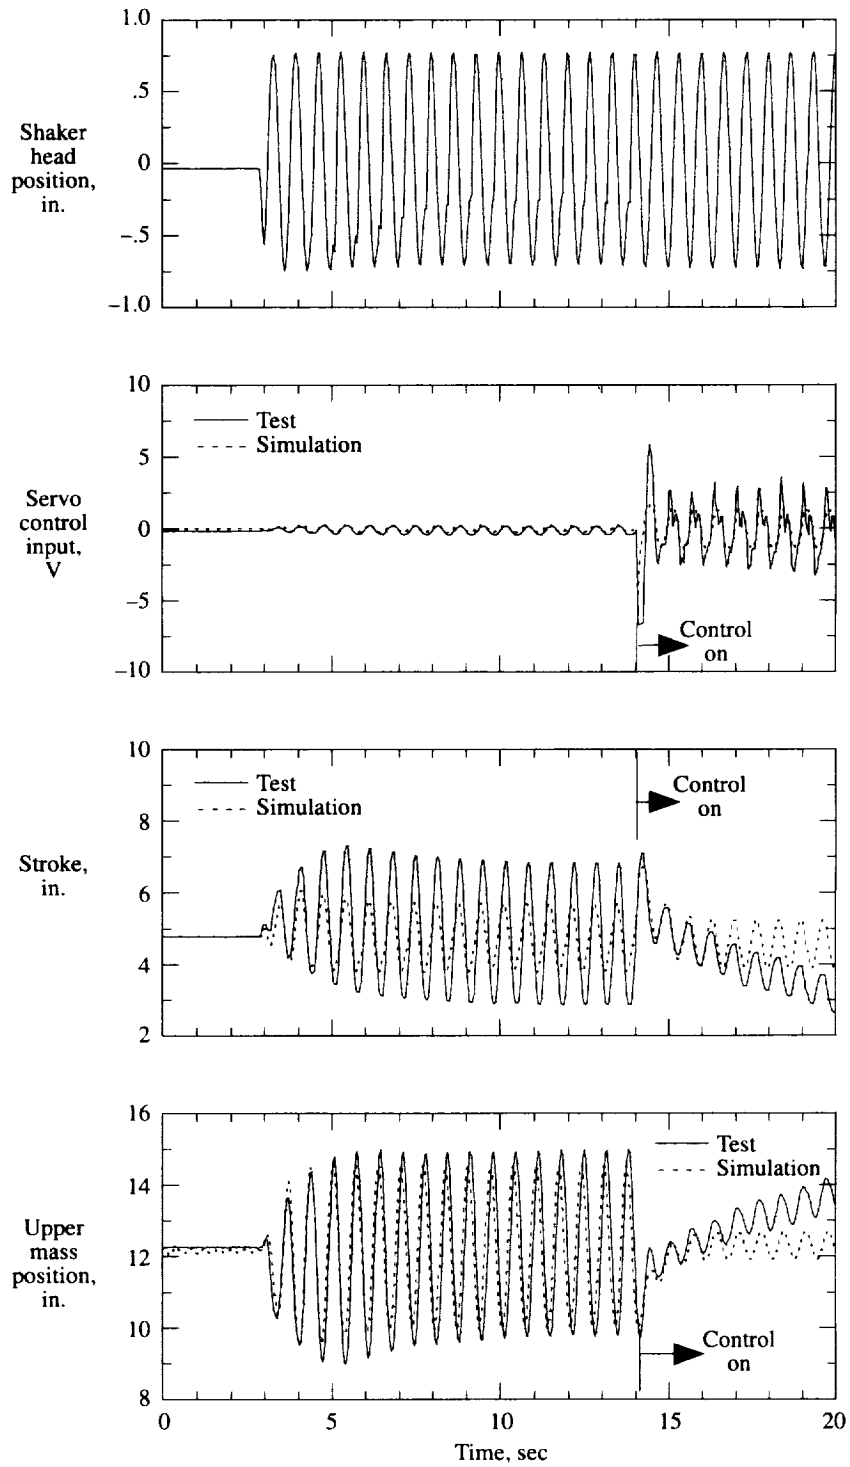 1.0
.5
0
–.5
–1.0
Shaker
head
position,
in.
10
5
0
–5
–10
Servo
control
input,
V
Test
Simulation
Control
on
10
8
6
4
2
Stroke,
in.
Test
Simulation
Control
on
16
14
12
10
8
Upper
mass
position,
in.
Test
Simulation
Control
on
0
5
10
15
20
Time, sec